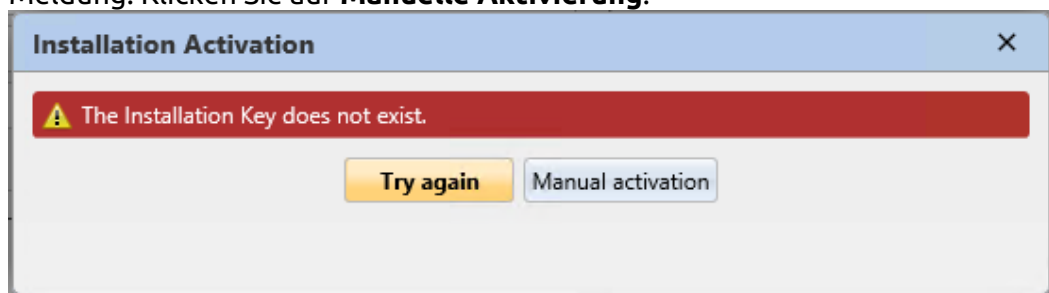 Meldung. Klicken Sie auf Manuelle Aktivierung.
Installation Activation
The Installation Key does not exist.
Try again
Manual activation